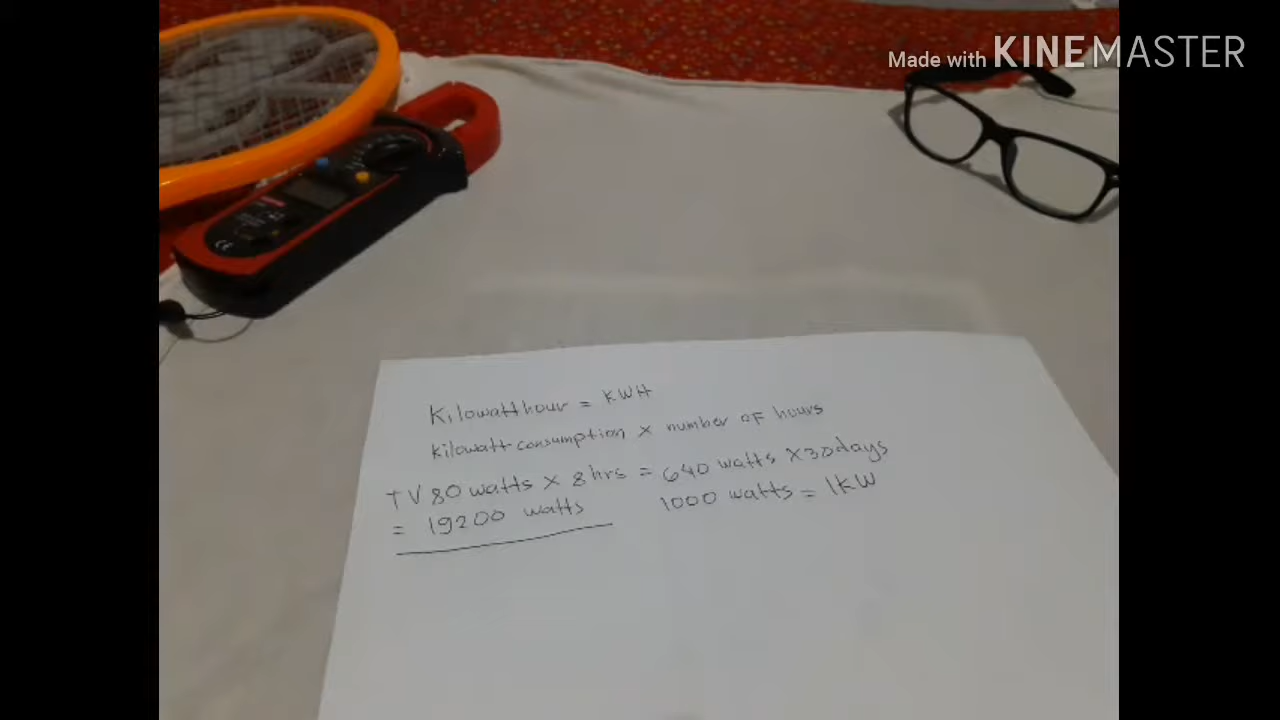 Made with KINEMASTER
CE
Kilowatthour = KWH
Kilowatt consumption x number of hours
TV 80 watts x 8 hrs = 640 watts x 30 days
= 19200 watts 1000 watts = 1KW